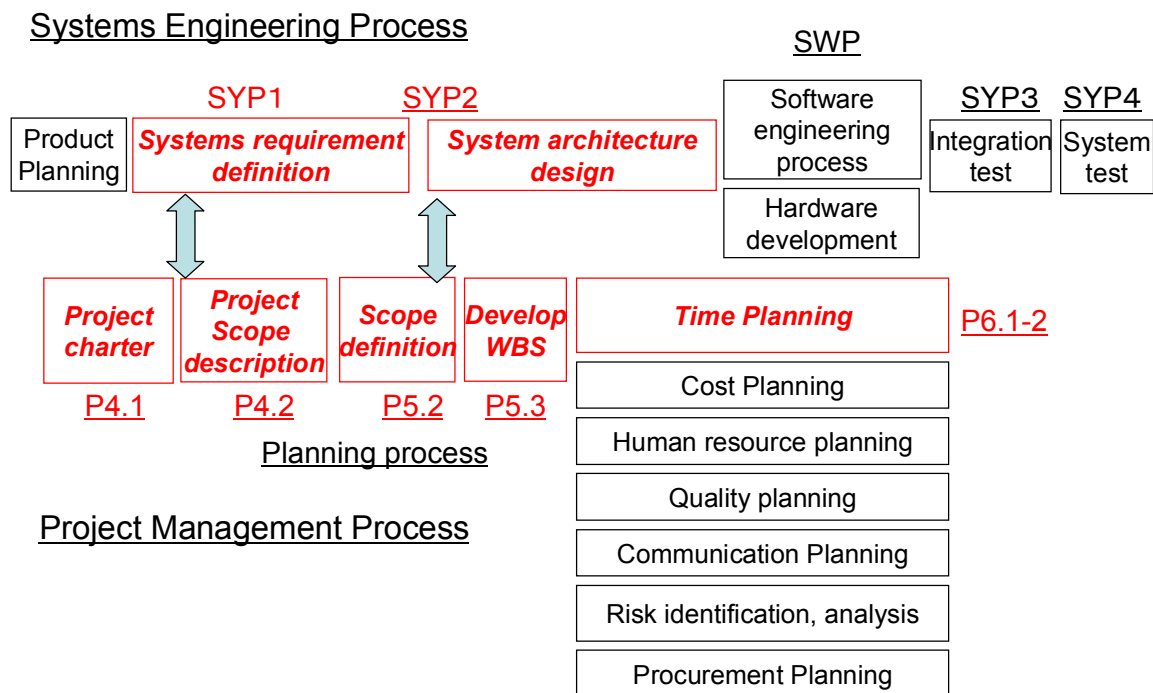 Systems Engineering Process
SWP
SYP1
SYP2
SYP3
SYP4
Product
Planning
Systems requirement
definition
System architecture
design
Software
engineering
process
Integration
test
System
test
Hardware
development
Project
charter
Project
Scope
description
Scope
definition
Develop
WBS
Time Planning
P6.1-2
P4.1
P4.2
P5.2
P5.3
Planning process
Project Management Process
Cost Planning
Human resource planning
Quality planning
Communication Planning
Risk identification, analysis
Procurement Planning